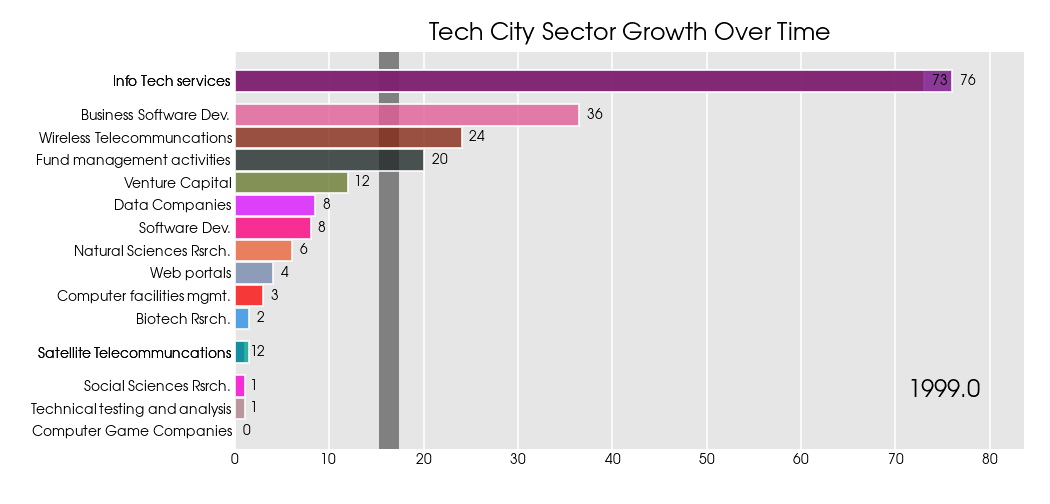 Tech City Sector Growth Over Time
Info Tech services 73 76
Business Software Dev. 36
Wireless Telecommuncations 24
Fund management activities 20
Venture Capital 12
Data Companies 8
Software Dev. 8
Natural Sciences Rsrch. 6
Web portals 4
Computer facilities mgmt. 3
Biotech Rsrch. 2
Satellite Telecommuncations 12
Social Sciences Rsrch. 1
1999.0
Technical testing and analysis 1
Computer Game Companies 0
0 10 20 30 40 50 60 70 80